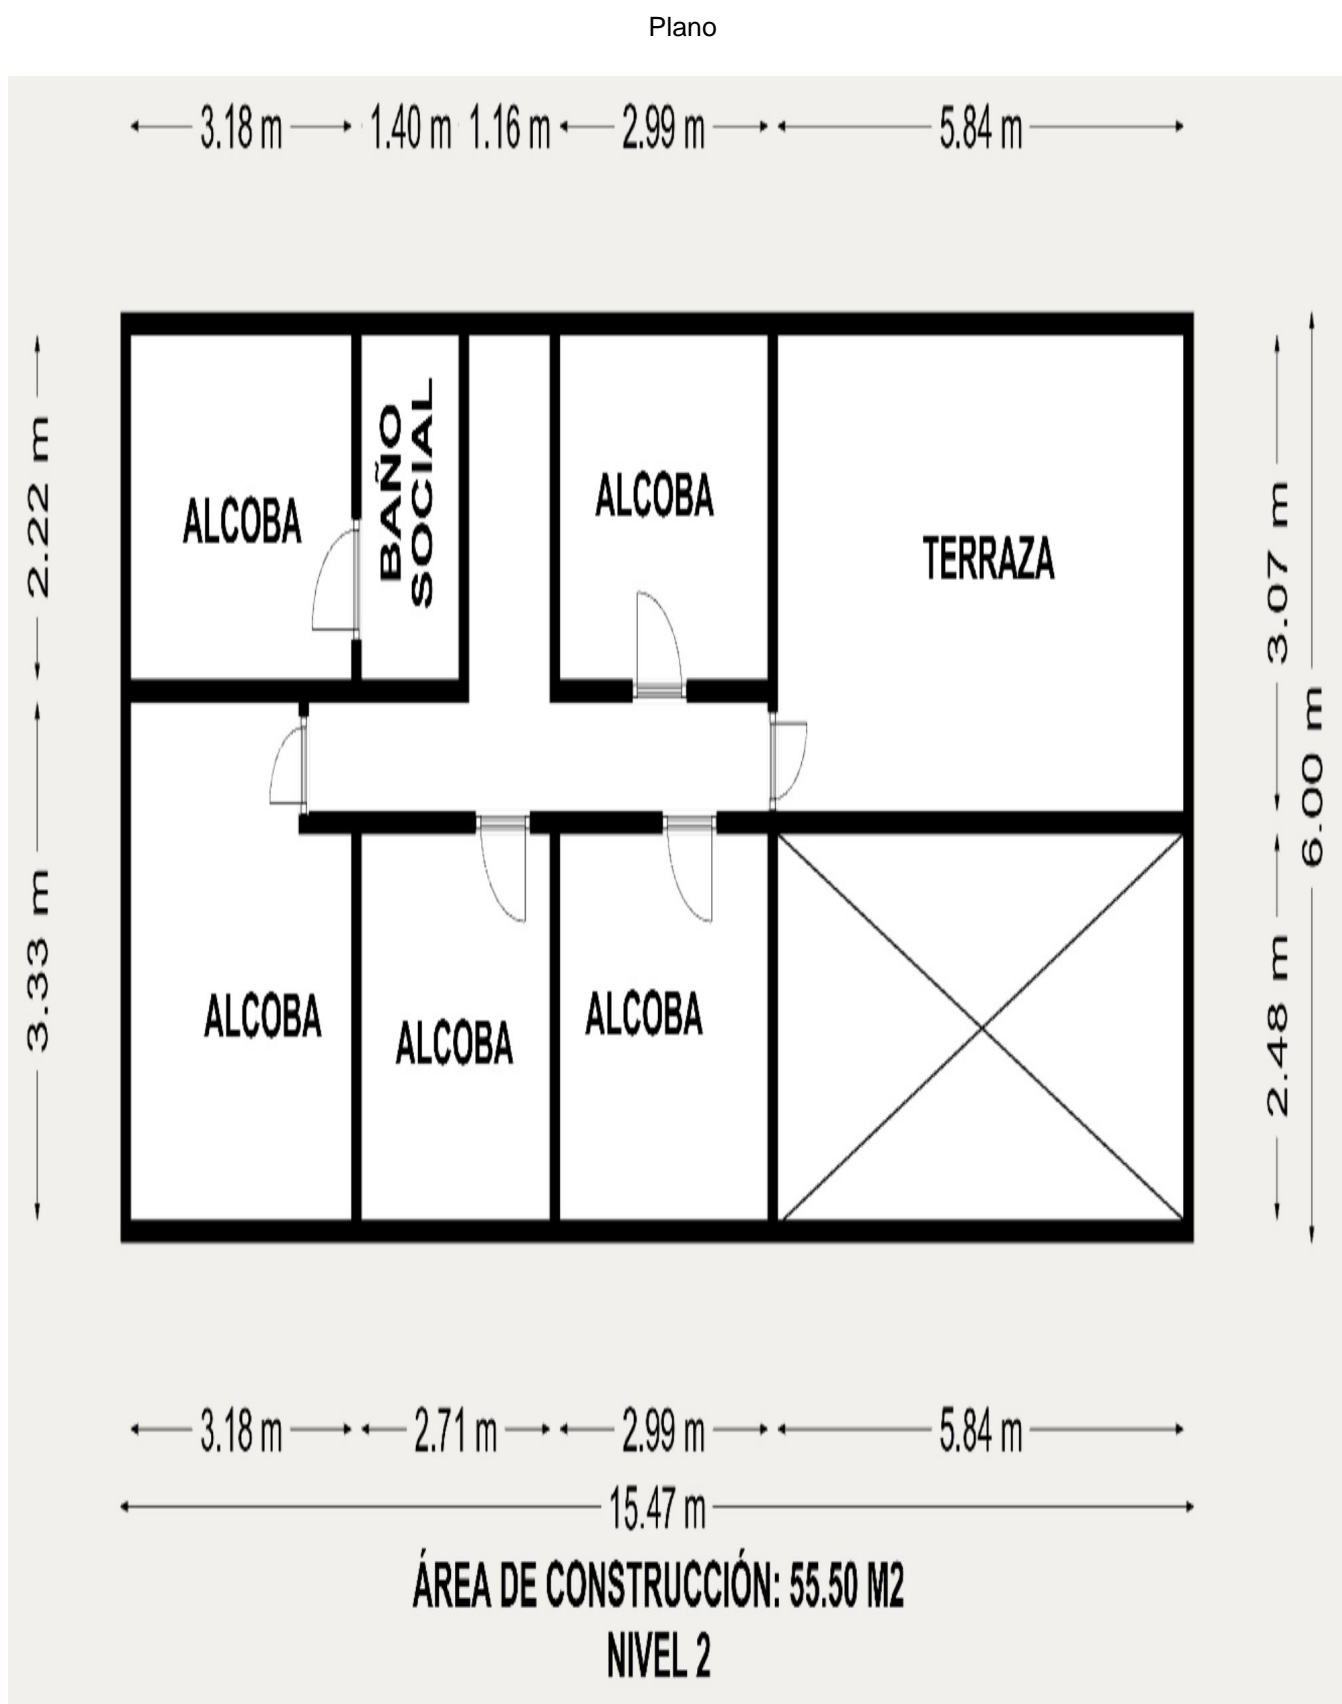 Plano
3.18 m
1.40 m
1.16 m
2.99 m
5.84 m
2.22 m
3.33 m
ALCOBA
BAÑO
SOCIAL
ALCOBA
TERRAZA
3.07 m
6.00 m
2.48 m
ALCOBA
ALCOBA
ALCOBA
3.18 m
2.71 m
2.99 m
5.84 m
15.47 m
ÁREA DE CONSTRUCCIÓN: 55.50 M2
NIVEL 2